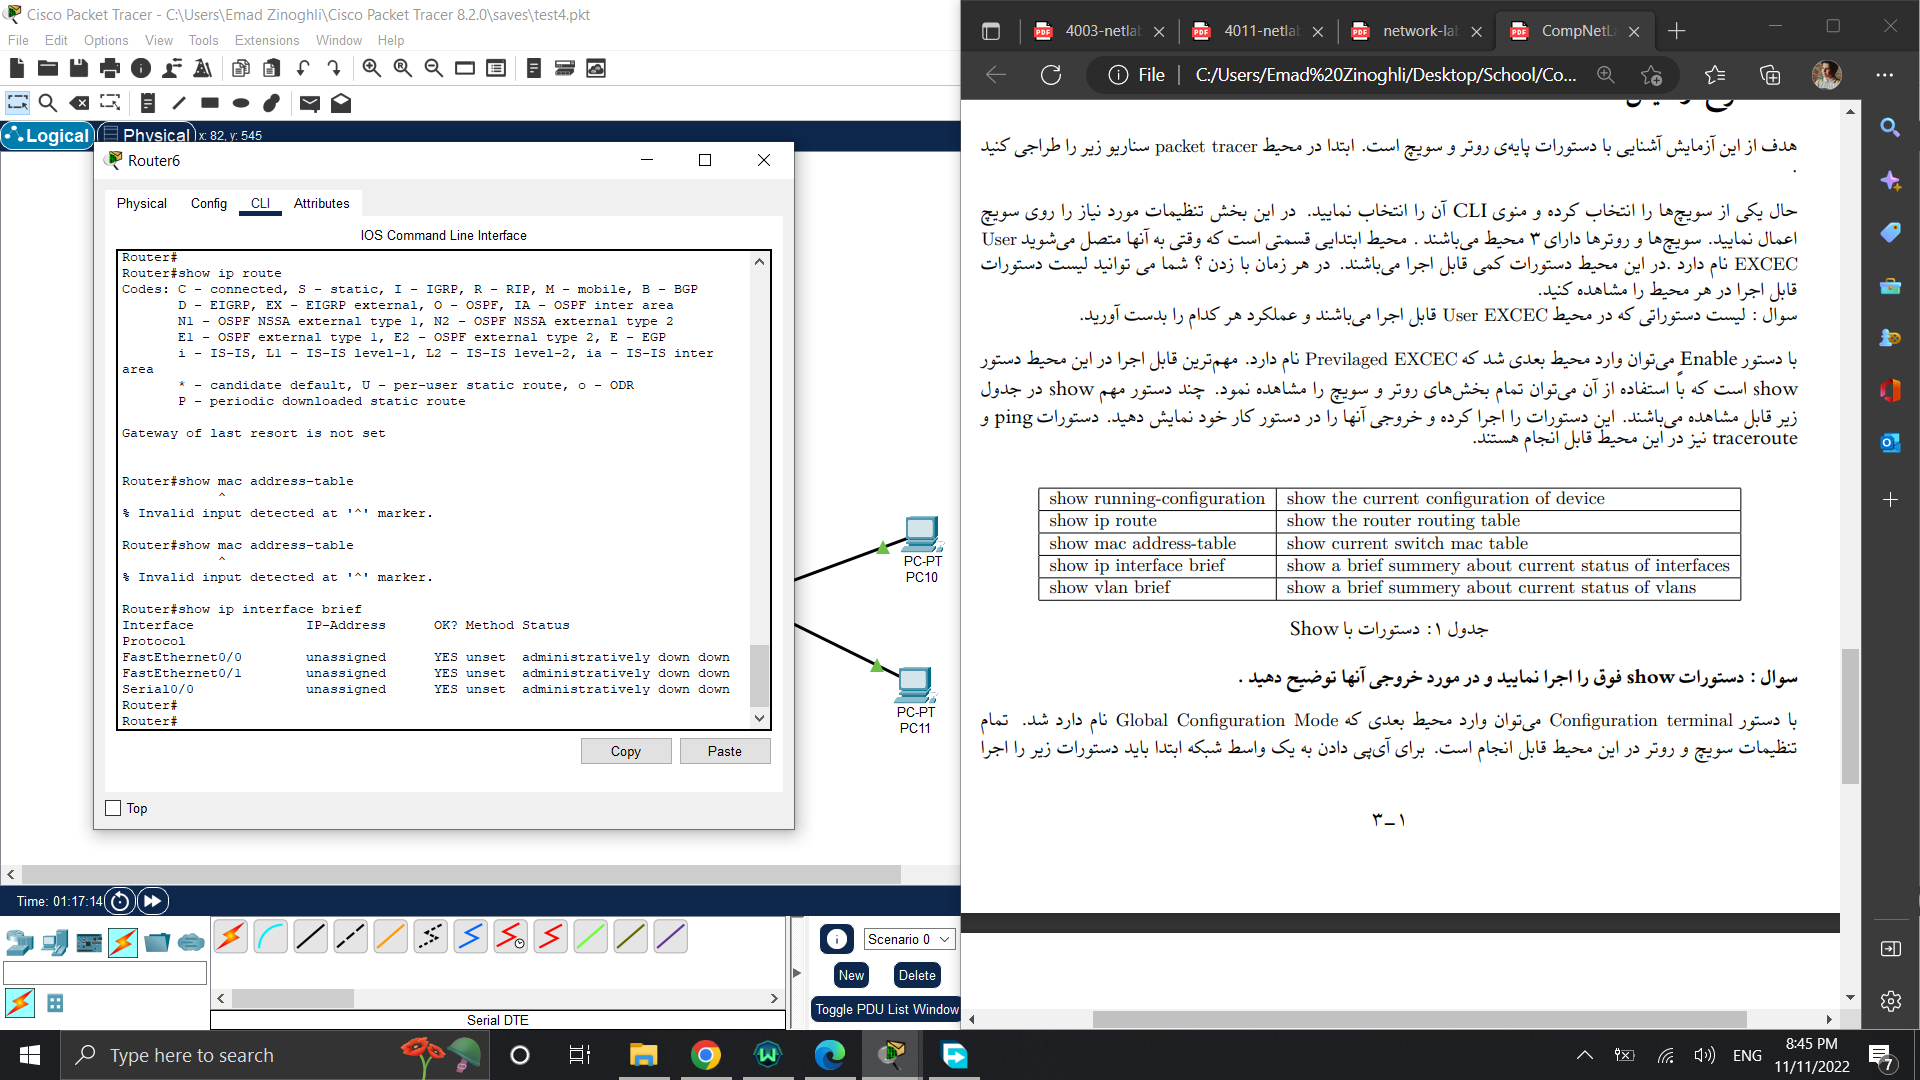 Cisco Packet Tracer - C:\Users\Emad Zinoghli\Cisco Packet Tracer 8.2.0\saves\test4.pkt
File Edit Options View Tools Extensions Window Help
Logical Physical x: 82, y: 545
Router6
Physical Config CLI Attributes
IOS Command Line Interface
Router#
Router#show ip route
Codes: C - connected, S - static, I - IGRP, R - RIP, M - mobile, B - BGP
D - EIGRP, EX - EIGRP external, O - OSPF, IA - OSPF inter area
N1 - OSPF NSSA external type 1, N2 - OSPF NSSA external type 2
E1 - OSPF external type 1, E2 - OSPF external type 2, E - EGP
i - IS-IS, L1 - IS-IS level-1, L2 - IS-IS level-2, ia - IS-IS inter
area
* - candidate default, U - per-user static route, o - ODR
P - periodic downloaded static route
Gateway of last resort is not set
Router#show mac address-table
^
% Invalid input detected at '^' marker.
Router#show mac address-table
^
% Invalid input detected at '^' marker.
Router#show ip interface brief
Interface IP-Address OK? Method Status
Protocol
FastEthernet0/0 unassigned YES unset administratively down down
FastEthernet0/1 unassigned YES unset administratively down down
Serial0/0 unassigned YES unset administratively down down
Router#
Router#
Copy Paste
Top
PC-PT
PC10
PC-PT
PC11
Time: 01:17:14
Scenario 0
New Delete
Toggle PDU List Window
Serial DTE
4003-netlab
4011-netlab
network-lab
CompNetLa
File C:/Users/Emad%20Zinoghli/Desktop/School/Co...
هدف از این آزمایش آشنایی با دستورات پایه‌ی روتر و سویچ است. ابتدا در محیط packet tracer سناریو زیر را طراحی کنید
.
حال یکی از سویچ‌ها را انتخاب کرده و منوی CLI آن را انتخاب نمایید. در این بخش تنظیمات مورد نیاز را روی سویچ
اعمال نمایید. سویچ‌ها و روترها دارای ۳ محیط می‌باشند . محیط ابتدایی قسمتی است که وقتی به آنها متصل می‌شوید User
EXCEC نام دارد .در این محیط دستورات کمی قابل اجرا می‌باشند. در هر زمان با زدن ؟ شما می توانید لیست دستورات
قابل اجرا در هر محیط را مشاهده کنید.
سوال : لیست دستوراتی که در محیط User EXCEC قابل اجرا می‌باشند و عملکرد هر کدام را بدست آورید.
با دستور Enable می‌توان وارد محیط بعدی شد که Previlaged EXCEC نام دارد. مهم‌ترین قابل اجرا در این محیط دستور
show است که با استفاده از آن می‌توان تمام بخش‌های روتر و سویچ را مشاهده نمود. چند دستور مهم show در جدول
زیر قابل مشاهده می‌باشند. این دستورات را اجرا کرده و خروجی آنها را در دستور کار خود نمایش دهید. دستورات ping و
traceroute نیز در این محیط قابل انجام هستند.
show running-configuration show the current configuration of device
show ip route show the router routing table
show mac address-table show current switch mac table
show ip interface brief show a brief summery about current status of interfaces
show vlan brief show a brief summery about current status of vlans
جدول ۱: دستورات با Show
سوال : دستورات show فوق را اجرا نمایید و در مورد خروجی آنها توضیح دهید .
با دستور Configuration terminal می‌توان وارد محیط بعدی که Global Configuration Mode نام دارد شد. تمام
تنظیمات سویچ و روتر در این محیط قابل انجام است. برای آی‌پی دادن به یک واسط شبکه ابتدا باید دستورات زیر را اجرا
۳-۱
Type here to search
ENG
8:45 PM
11/11/2022
7